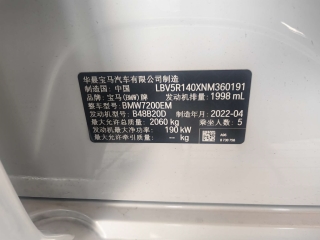 华晨宝马汽车有限公司制造
制造国: 中国 LBV5R140XNM360191
品牌: 宝马(BMW)牌 发动机排量: 1998 mL
整车型号: BMW7200EM
发动机型号: B48B20D 制造年月: 2022-04
最大允许总质量: 2060 kg 乘坐人数: 5
发动机最大净功率: 190 kW
最大允许牵引质量: -- kg